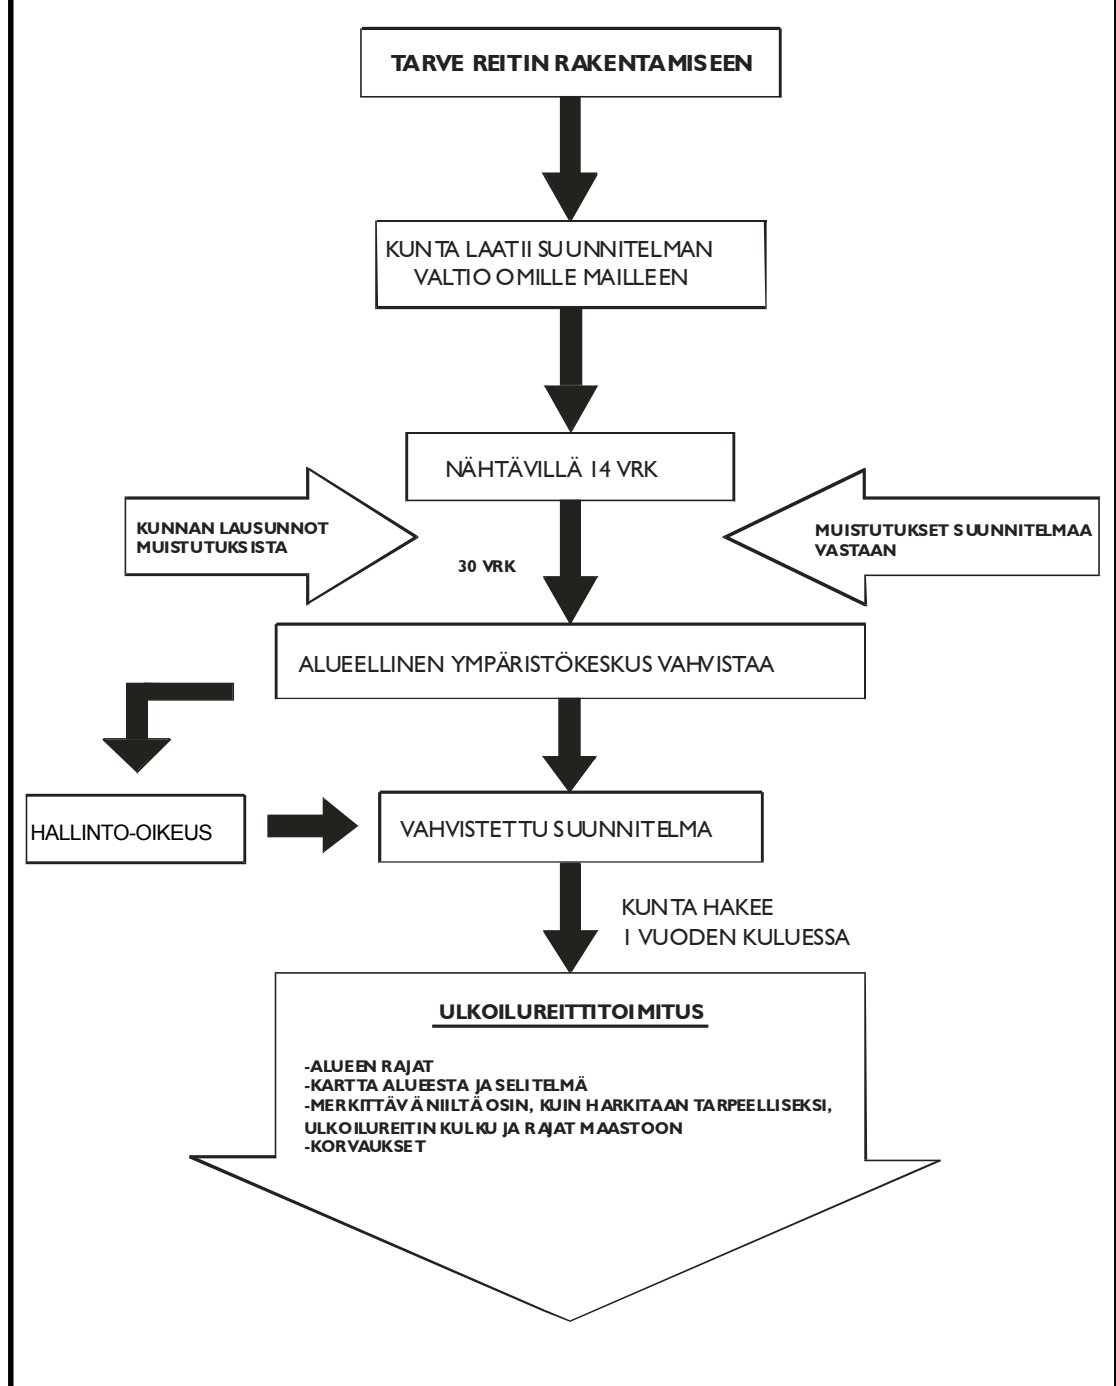 TARVE REITIN RAKENTAMISEEN
KUNTA LAATII SUUNNITELMAN
VALTIO OMILLE MAILLEEN
NÄHTÄVILLÄ 14 VRK
KUNNAN LAUSUNNOT
MUISTUTUKSISTA
MUISTUTUKSET SUUNNITELMAA
VASTAAN
30 VRK
ALUEELLINEN YMPÄRISTÖKESKUS VAHVISTAA
HALLINTO-OIKEUS
VAHVISTETTU SUUNNITELMA
KUNTA HAKEE
1 VUODEN KULUESSA
ULKOILUREITTITOIMITUS
-ALUEEN RAJAT
-KARTTA ALUEESTA JA SELITELMÄ
-MERKITTÄVÄ NIILTÄ OSIN, KUIN HARKITAAN TARPEELLISEKSI,
ULKOILUREITIN KULKU JA RAJAT MAASTOON
-KORVAUKSET